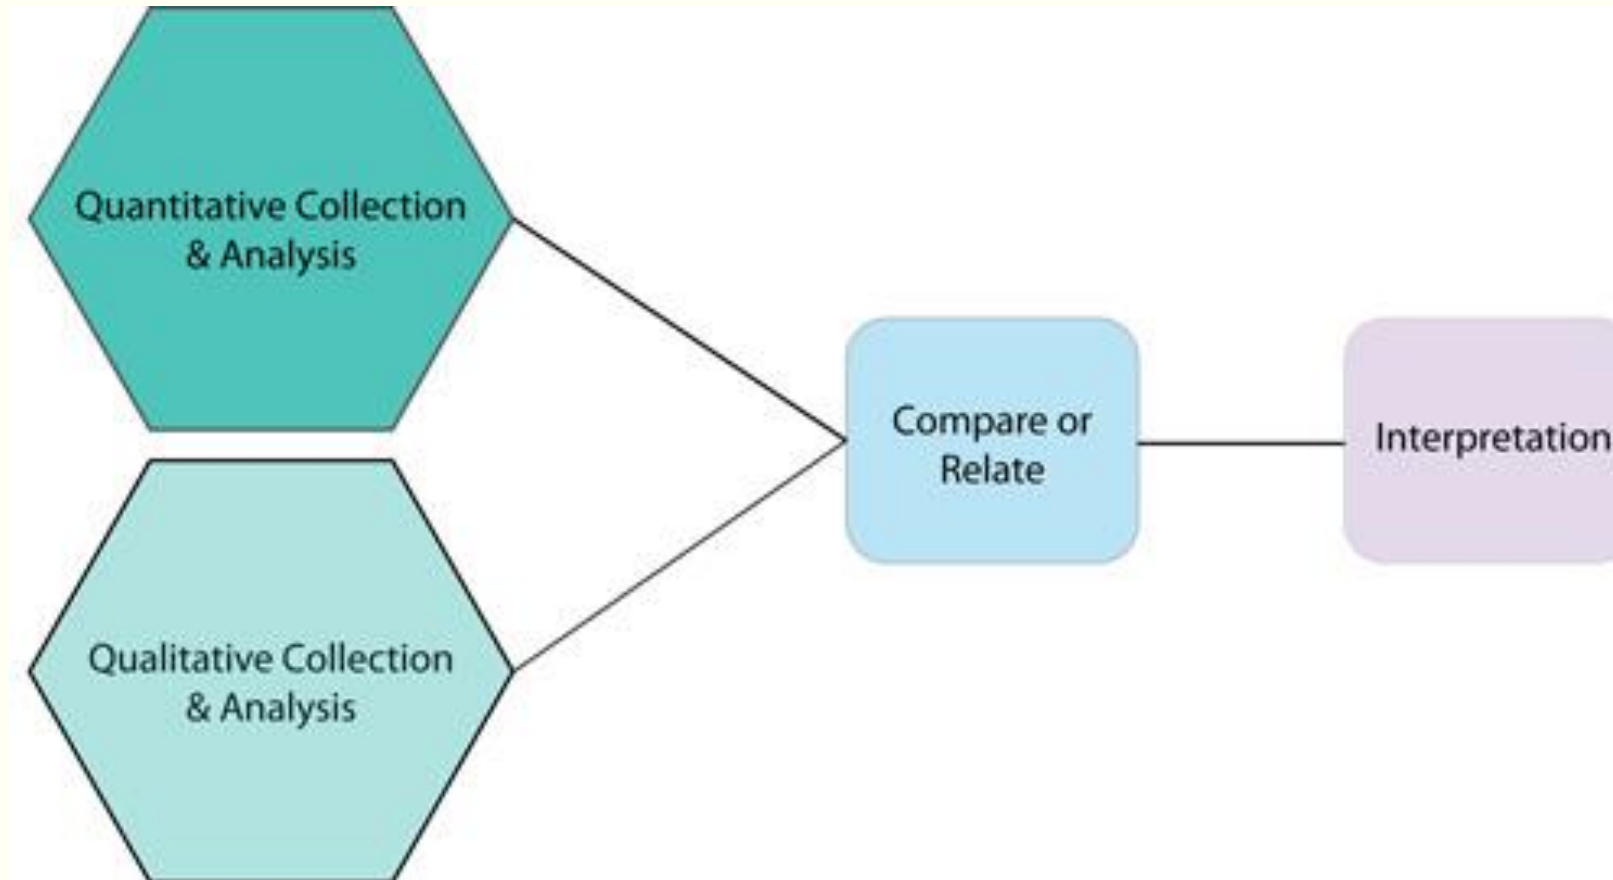 Quantitative Collection
& Analysis
Compare or
Relate
Interpretation
Qualitative Collection
& Analysis